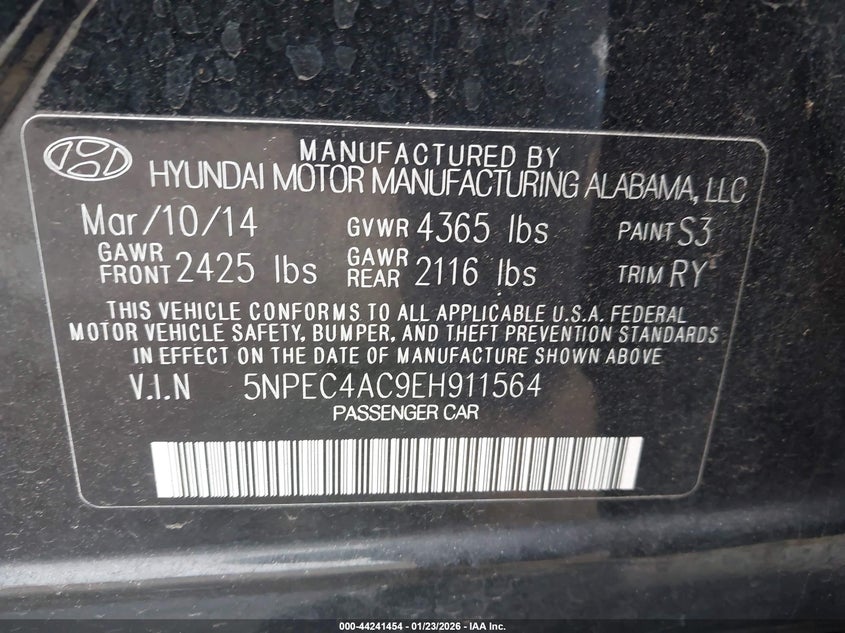 MANUFACTURED BY
HYUNDAI MOTOR MANUFACTURING ALABAMA, LLC
Mar/10/14 GVWR 4365 lbs PAINT S3
GAWR FRONT 2425 lbs GAWR REAR 2116 lbs TRIM RY
THIS VEHICLE CONFORMS TO ALL APPLICABLE U.S.A. FEDERAL
MOTOR VEHICLE SAFETY, BUMPER, AND THEFT PREVENTION STANDARDS
IN EFFECT ON THE DATE OF MANUFACTURE SHOWN ABOVE
V.I.N 5NPEC4AC9EH911564
PASSENGER CAR
000-44241454 - 01/23/2026 - IAA Inc.